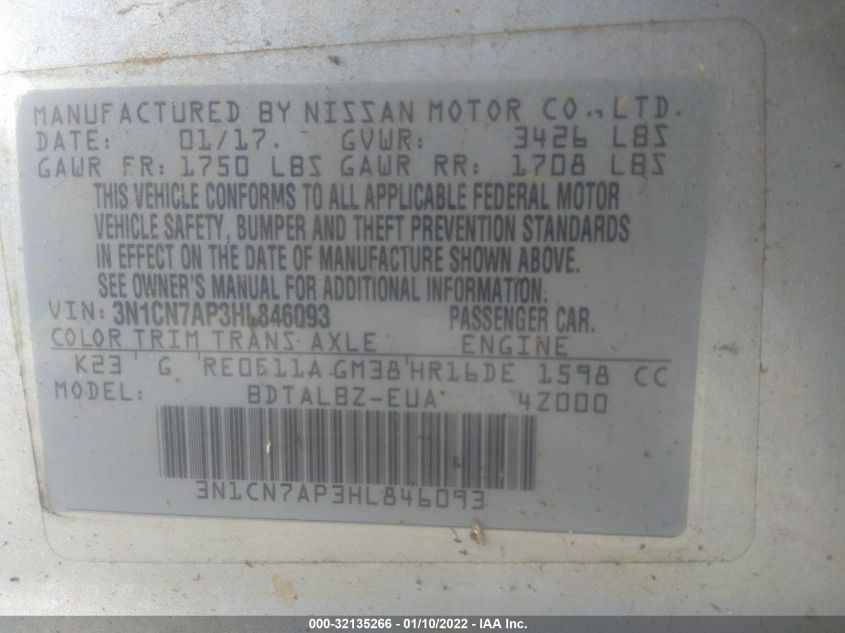 MANUFACTURED BY NISSAN MOTOR CO., LTD.
DATE: 01/17. GVWR: 3426 LBS
GAWR FR: 1750 LBS GAWR RR: 1708 LBS
THIS VEHICLE CONFORMS TO ALL APPLICABLE FEDERAL MOTOR
VEHICLE SAFETY, BUMPER AND THEFT PREVENTION STANDARDS
IN EFFECT ON THE DATE OF MANUFACTURE SHOWN ABOVE.
SEE OWNER'S MANUAL FOR ADDITIONAL INFORMATION.
VIN: 3N1CN7AP3HL846093 PASSENGER CAR.
COLOR TRIM TRANS AXLE ENGINE
K23 G RE0F11A GM38 HR16DE 1598 CC
MODEL: BDTALBZ-EUA 4Z000
3N1CN7AP3HL846093
000-32135266 - 01/10/2022 - IAA Inc.